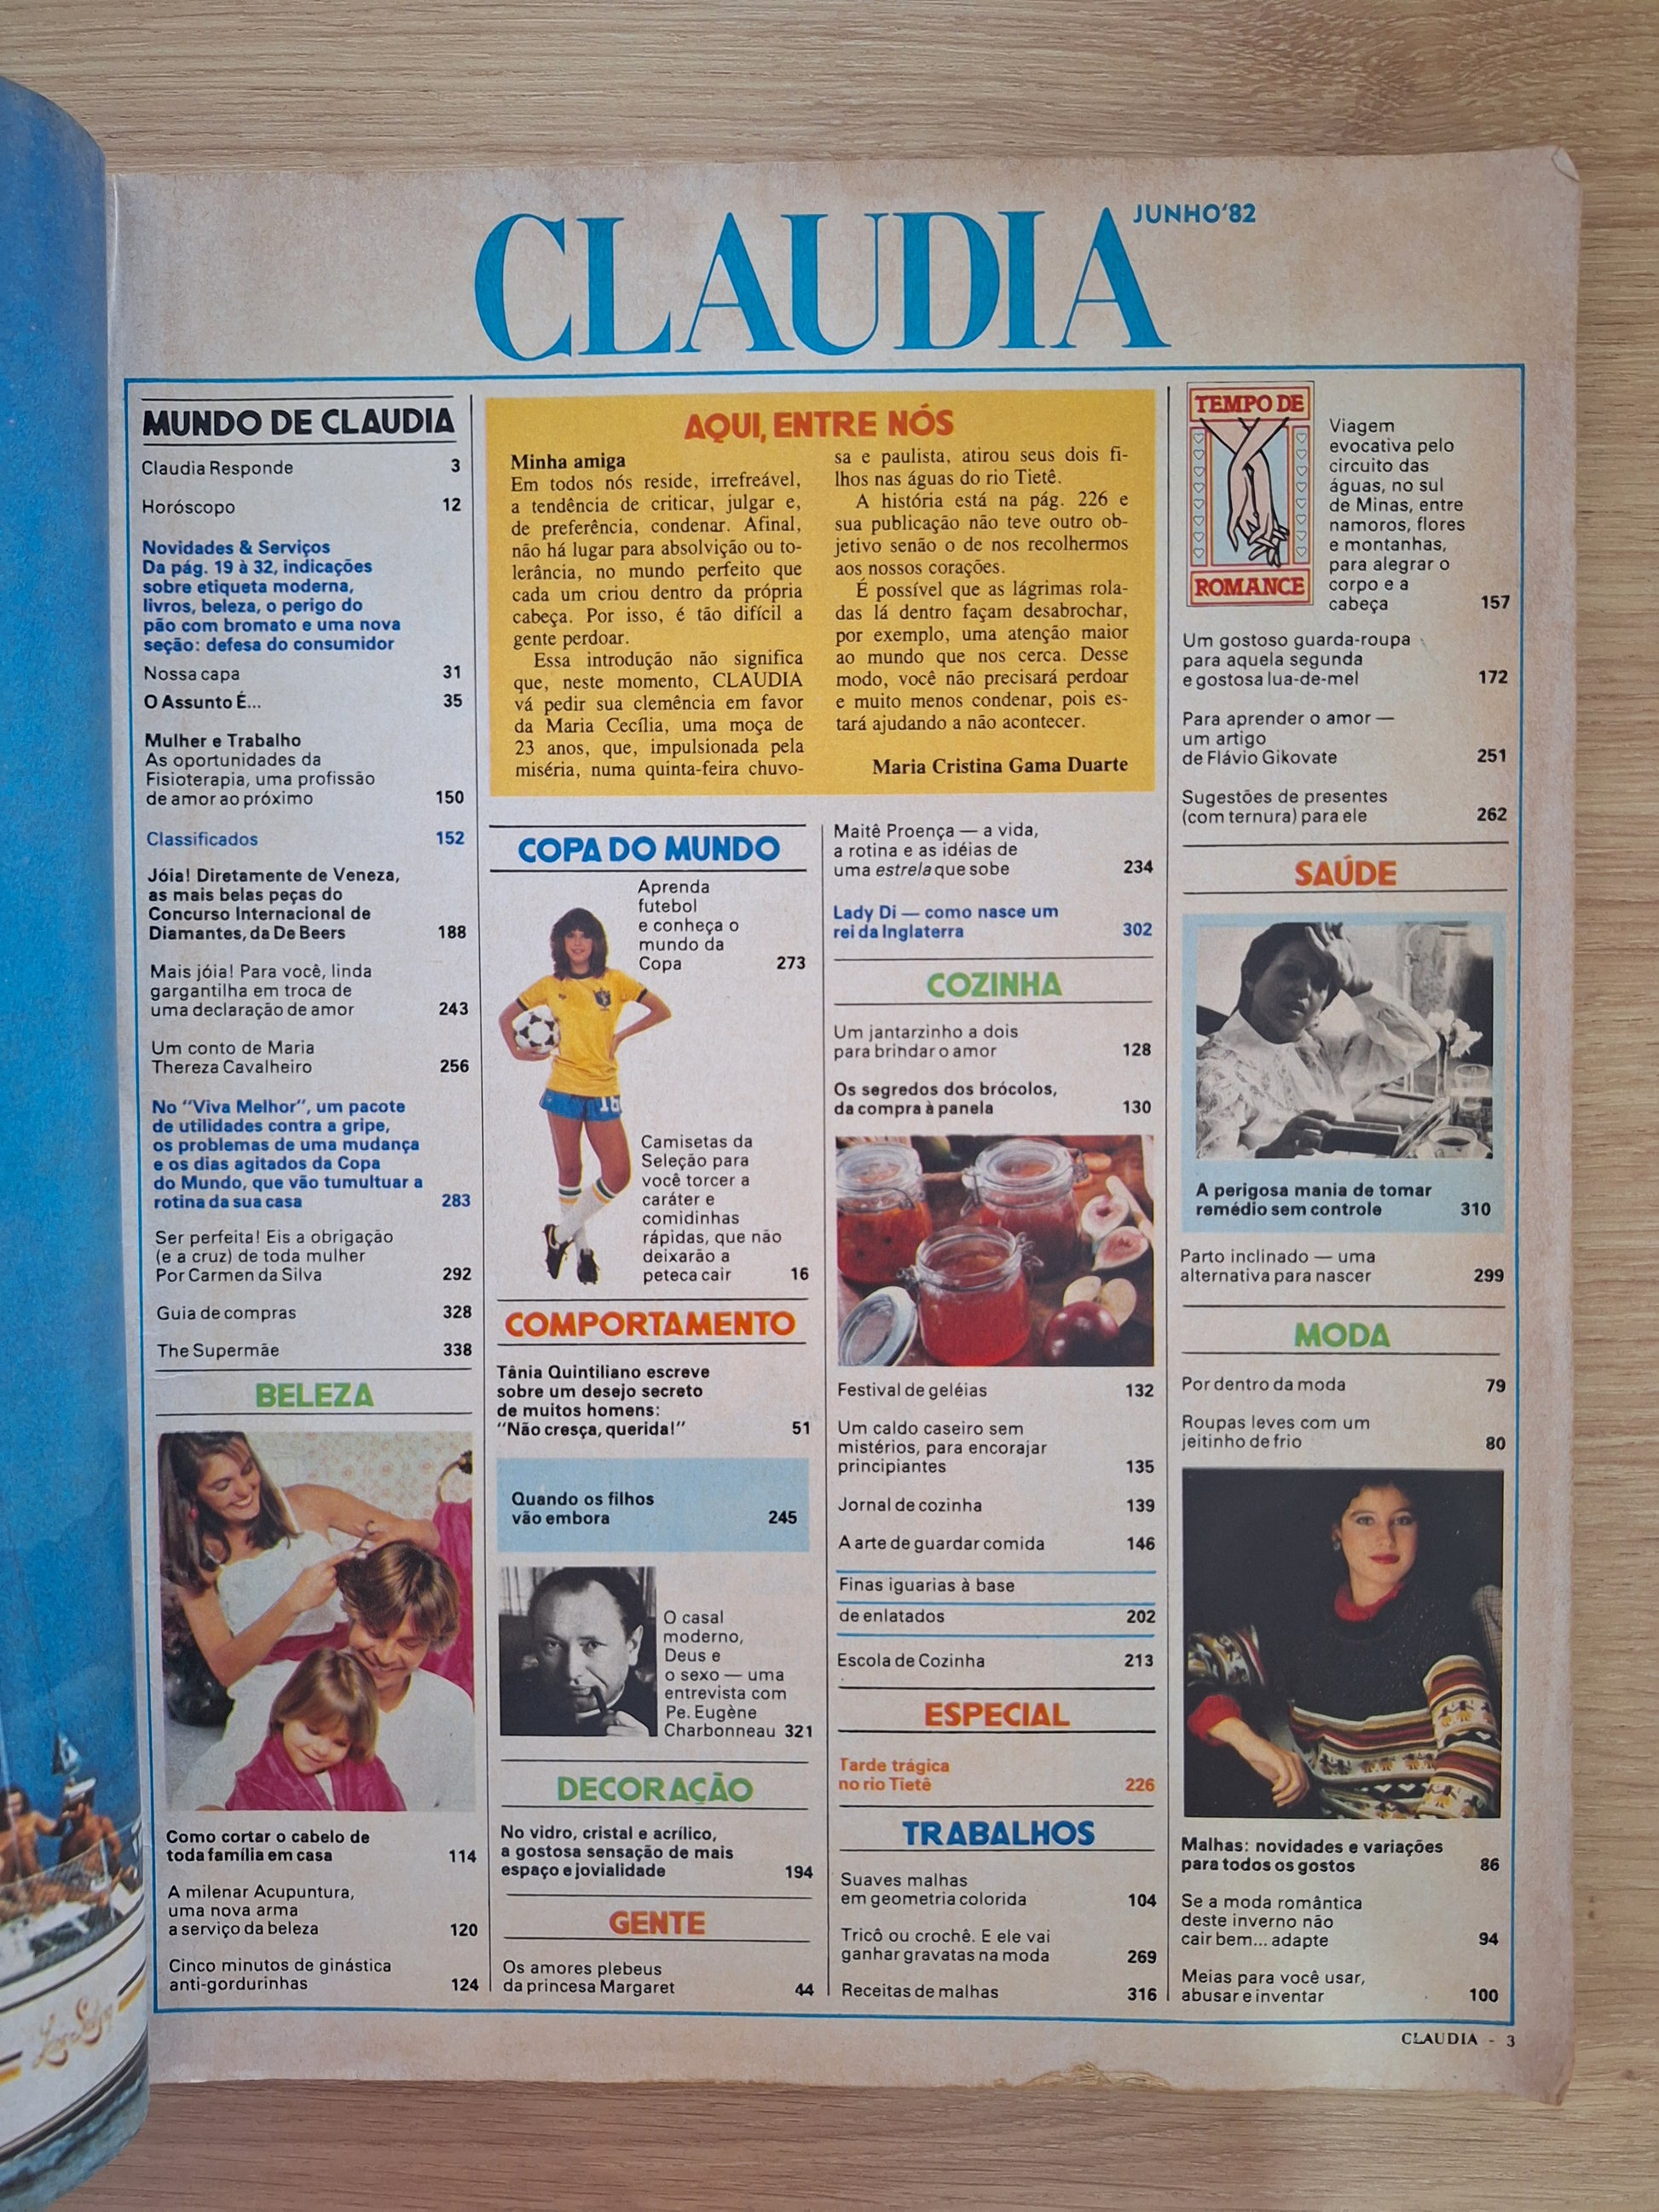 CLAUDIA
JUNHO'82
MUNDO DE CLAUDIA
Claudia Responde 3
Horóscopo 12
Novidades & Serviços
Da pág. 19 à 32, indicações
sobre etiqueta moderna,
livros, beleza, o perigo do
pão com bromato e uma nova
seção: defesa do consumidor
Nossa capa 31
O Assunto É... 35
Mulher e Trabalho
As oportunidades da
Fisioterapia, uma profissão
de amor ao próximo 150
Classificados 152
Jóia! Diretamente de Veneza,
as mais belas peças do
Concurso Internacional de
Diamantes, da De Beers 188
Mais jóia! Para você, linda
gargantilha em troca de
uma declaração de amor 243
Um conto de Maria
Thereza Cavalheiro 256
No "Viva Melhor", um pacote
de utilidades contra a gripe,
os problemas de uma mudança
e os dias agitados da Copa
do Mundo, que vão tumultuar a
rotina da sua casa 283
Ser perfeita! Eis a obrigação
(e a cruz) de toda mulher
Por Carmen da Silva 292
Guia de compras 328
The Supermãe 338
BELEZA
Como cortar o cabelo de
toda família em casa 114
A milenar Acupuntura,
uma nova arma
a serviço da beleza 120
Cinco minutos de ginástica
anti-gordurinhas 124
AQUI, ENTRE NÓS
Minha amiga
Em todos nós reside, irrefreável,
a tendência de criticar, julgar e,
de preferência, condenar. Afinal,
não há lugar para absolvição ou to-
lerância, no mundo perfeito que
cada um criou dentro da própria
cabeça. Por isso, é tão difícil a
gente perdoar.
Essa introdução não significa
que, neste momento, CLAUDIA
vá pedir sua clemência em favor
da Maria Cecília, uma moça de
23 anos, que, impulsionada pela
miséria, numa quinta-feira chuvo-
sa e paulista, atirou seus dois fi-
lhos nas águas do rio Tietê.
A história está na pág. 226 e
sua publicação não teve outro ob-
jetivo senão o de nos recolhermos
aos nossos corações.
É possível que as lágrimas rola-
das lá dentro façam desabrochar,
por exemplo, uma atenção maior
ao mundo que nos cerca. Desse
modo, você não precisará perdoar
e muito menos condenar, pois es-
tará ajudando a não acontecer.
Maria Cristina Gama Duarte
COPA DO MUNDO
Aprenda
futebol
e conheça o
mundo da
Copa 273
Camisetas da
Seleção para
você torcer a
caráter e
comidinhas
rápidas, que não
deixarão a
peteca cair 16
COMPORTAMENTO
Tânia Quintiliano escreve
sobre um desejo secreto
de muitos homens:
"Não cresça, querida!" 51
Quando os filhos
vão embora 245
O casal
moderno,
Deus e
o sexo — uma
entrevista com
Pe. Eugène
Charbonneau 321
DECORAÇÃO
No vidro, cristal e acrílico,
a gostosa sensação de mais
espaço e jovialidade 194
GENTE
Os amores plebeus
da princesa Margaret 44
Maitê Proença — a vida,
a rotina e as idéias de
uma estrela que sobe 234
Lady Di — como nasce um
rei da Inglaterra 302
COZINHA
Um jantarzinho a dois
para brindar o amor 128
Os segredos dos brócolos,
da compra à panela 130
Festival de geléias 132
Um caldo caseiro sem
mistérios, para encorajar
principiantes 135
Jornal de cozinha 139
A arte de guardar comida 146
Finas iguarias à base
de enlatados 202
Escola de Cozinha 213
ESPECIAL
Tarde trágica
no rio Tietê 226
TRABALHOS
Suaves malhas
em geometria colorida 104
Tricô ou crochê. E ele vai
ganhar gravatas na moda 269
Receitas de malhas 316
TEMPO DE
ROMANCE
Viagem
evocativa pelo
circuito das
águas, no sul
de Minas, entre
namoros, flores
e montanhas,
para alegrar o
corpo e a
cabeça 157
Um gostoso guarda-roupa
para aquela segunda
e gostosa lua-de-mel 172
Para aprender o amor —
um artigo
de Flávio Gikovate 251
Sugestões de presentes
(com ternura) para ele 262
SAÚDE
A perigosa mania de tomar
remédio sem controle 310
Parto inclinado — uma
alternativa para nascer 299
MODA
Por dentro da moda 79
Roupas leves com um
jeitinho de frio 80
Malhas: novidades e variações
para todos os gostos 86
Se a moda romântica
deste inverno não
cair bem... adapte 94
Meias para você usar,
abusar e inventar 100
CLAUDIA - 3